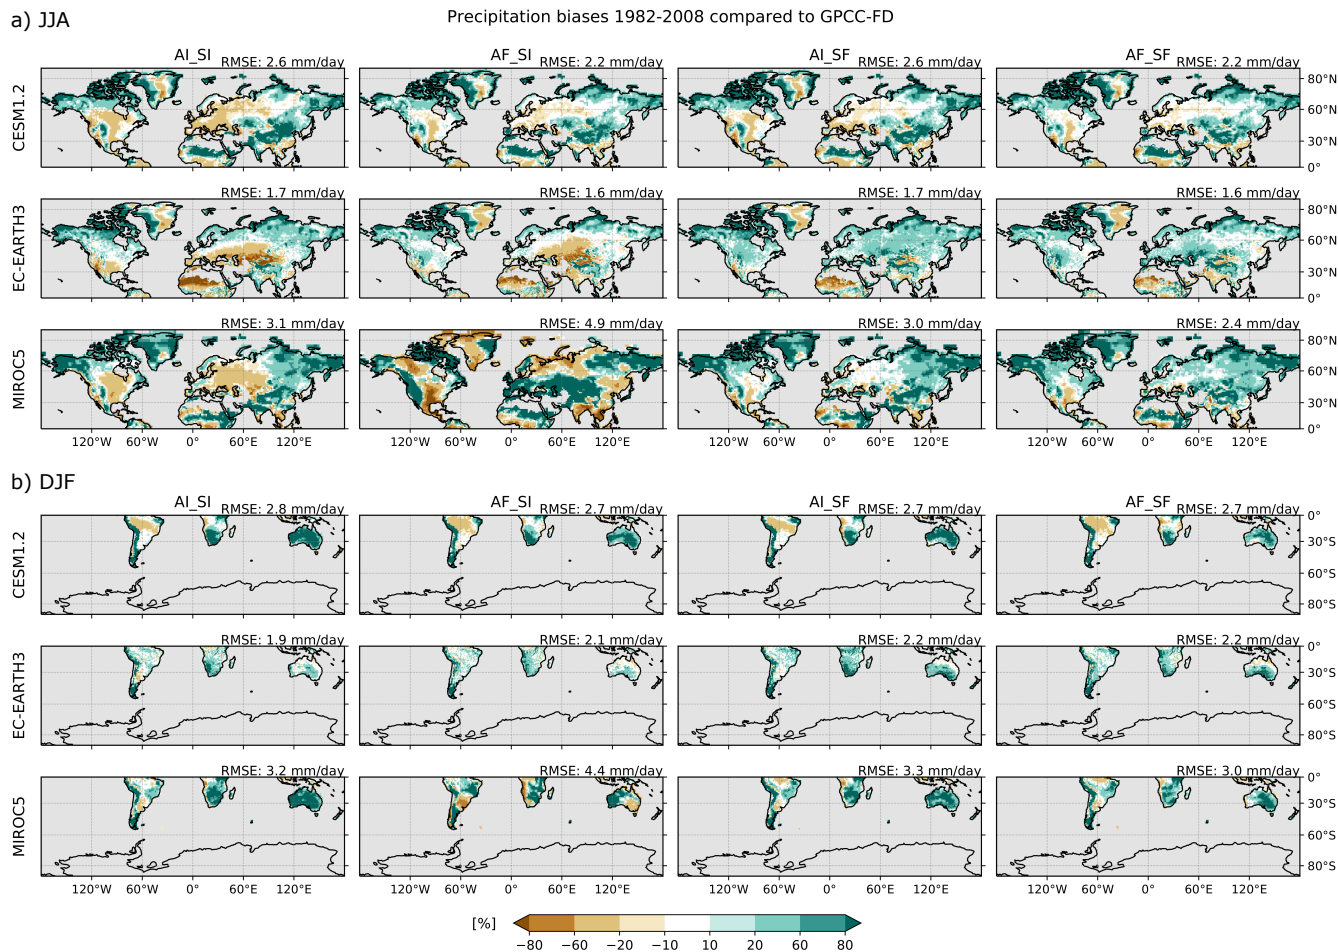 Precipitation biases 1982-2008 compared to GPCC-FD
a) JJA
AI_SI AF_SI AI_SF AF_SF
RMSE: 2.6 mm/day RMSE: 2.2 mm/day RMSE: 2.6 mm/day RMSE: 2.2 mm/day
CESM1.2
80°N
60°N
30°N
0°
RMSE: 1.7 mm/day RMSE: 1.6 mm/day RMSE: 1.7 mm/day RMSE: 1.6 mm/day
EC-EARTH3
80°N
60°N
30°N
0°
RMSE: 3.1 mm/day RMSE: 4.9 mm/day RMSE: 3.0 mm/day RMSE: 2.4 mm/day
MIROC5
80°N
60°N
30°N
0°
120°W 60°W 0° 60°E 120°E 120°W 60°W 0° 60°E 120°E 120°W 60°W 0° 60°E 120°E 120°W 60°W 0° 60°E 120°E
b) DJF
AI_SI AF_SI AI_SF AF_SF
RMSE: 2.8 mm/day RMSE: 2.7 mm/day RMSE: 2.7 mm/day RMSE: 2.7 mm/day
CESM1.2
0°
30°S
60°S
80°S
RMSE: 1.9 mm/day RMSE: 2.1 mm/day RMSE: 2.2 mm/day RMSE: 2.2 mm/day
EC-EARTH3
0°
30°S
60°S
80°S
RMSE: 3.2 mm/day RMSE: 4.4 mm/day RMSE: 3.3 mm/day RMSE: 3.0 mm/day
MIROC5
0°
30°S
60°S
80°S
120°W 60°W 0° 60°E 120°E 120°W 60°W 0° 60°E 120°E 120°W 60°W 0° 60°E 120°E 120°W 60°W 0° 60°E 120°E
[%]
−80 −60 −20 −10 10 20 60 80